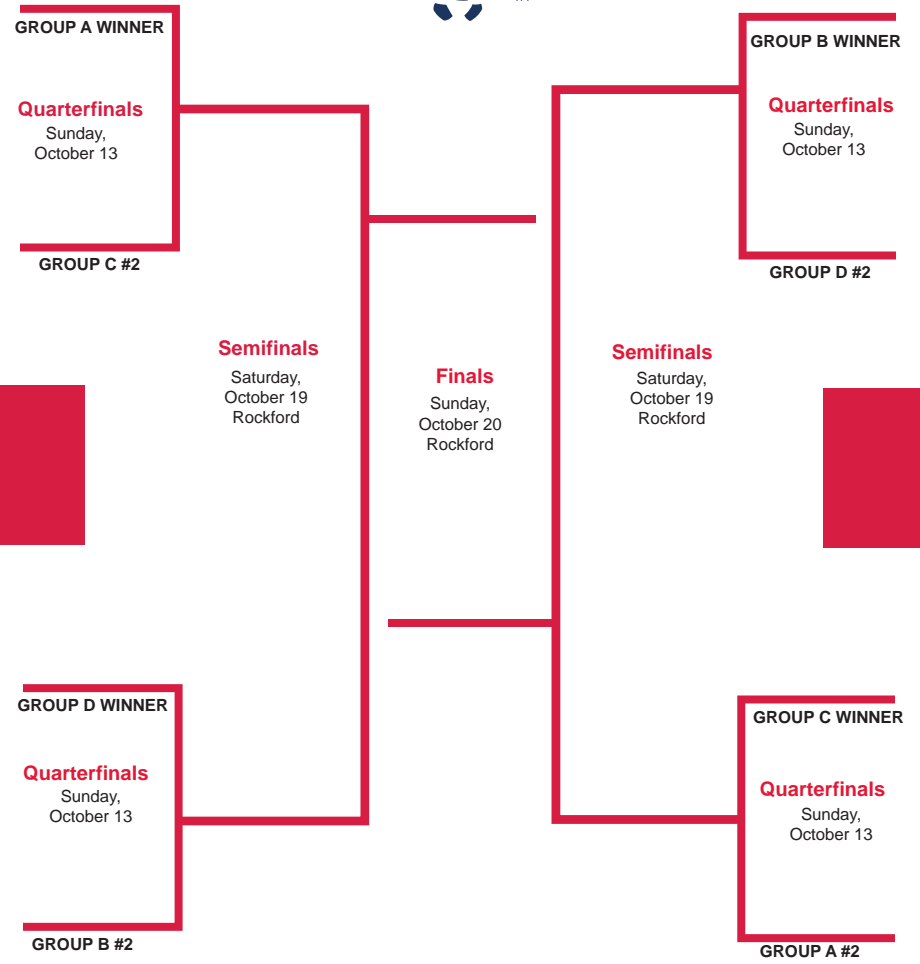 GROUP A WINNER
Quarterfinals
Sunday,
October 13
GROUP C #2
GROUP B WINNER
Quarterfinals
Sunday,
October 13
GROUP D #2
Semifinals
Saturday,
October 19
Rockford
Finals
Sunday,
October 20
Rockford
Semifinals
Saturday,
October 19
Rockford
GROUP D WINNER
Quarterfinals
Sunday,
October 13
GROUP B #2
GROUP C WINNER
Quarterfinals
Sunday,
October 13
GROUP A #2